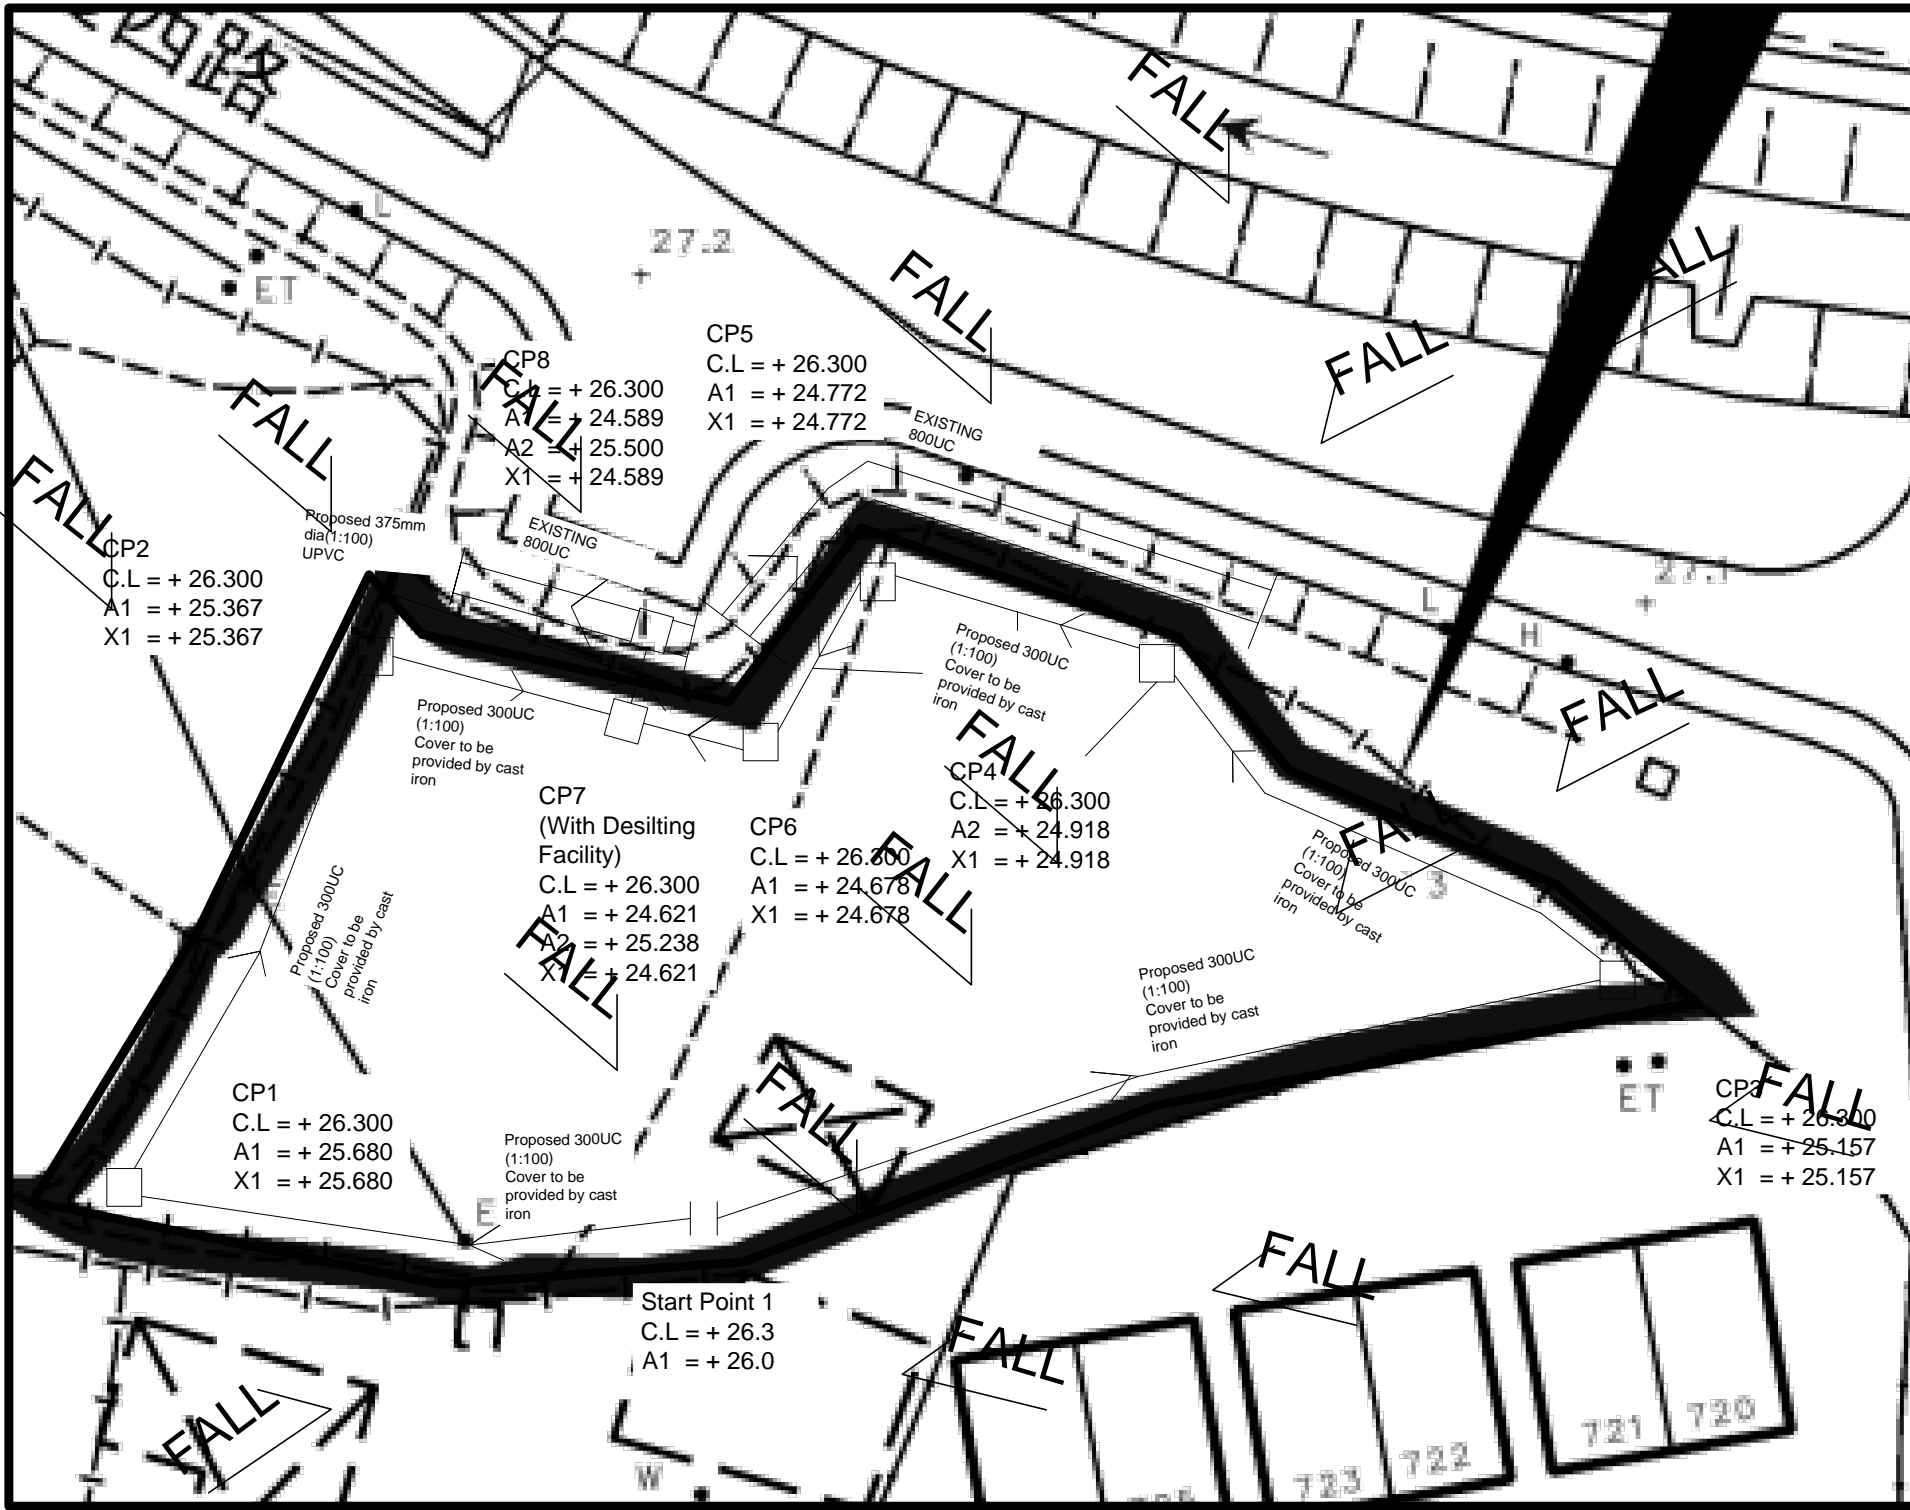 西路
FALL
L
27.2
ET
FALL
ALL
FALL
CP5
C.L = + 26.300
A1 = + 24.772
X1 = + 24.772
CP8
C.L = + 26.300
A1 = + 24.589
A2 = + 25.500
X1 = + 24.589
FALL
FALL
EXISTING
800UC
FALL
Proposed 375mm
dia(1:100)
UPVC
EXISTING
800UC
CP2
C.L = + 26.300
A1 = + 25.367
X1 = + 25.367
27.1
L
H
Proposed 300UC
(1:100)
Cover to be
provided by cast
iron
Proposed 300UC
(1:100)
Cover to be
provided by cast
iron
FALL
FALL
CP4
C.L = + 26.300
A2 = + 24.918
X1 = + 24.918
CP7
(With Desilting
Facility)
C.L = + 26.300
A1 = + 24.621
A2 = + 25.238
X1 = + 24.621
FALL
CP6
C.L = + 26.300
A1 = + 24.678
X1 = + 24.678
FALL
FALL
Proposed 300UC
(1:100)
Cover to be
provided by cast
iron
3
Proposed 300UC
(1:100)
Cover to be
provided by cast
iron
Proposed 300UC
(1:100)
Cover to be
provided by cast
iron
FALL
ET
CP3
C.L = + 26.300
A1 = + 25.157
X1 = + 25.157
FALL
CP1
C.L = + 26.300
A1 = + 25.680
X1 = + 25.680
Proposed 300UC
(1:100)
Cover to be
provided by cast
iron
E
FALL
Start Point 1
C.L = + 26.3
A1 = + 26.0
FALL
FALL
W
723
722
721
720